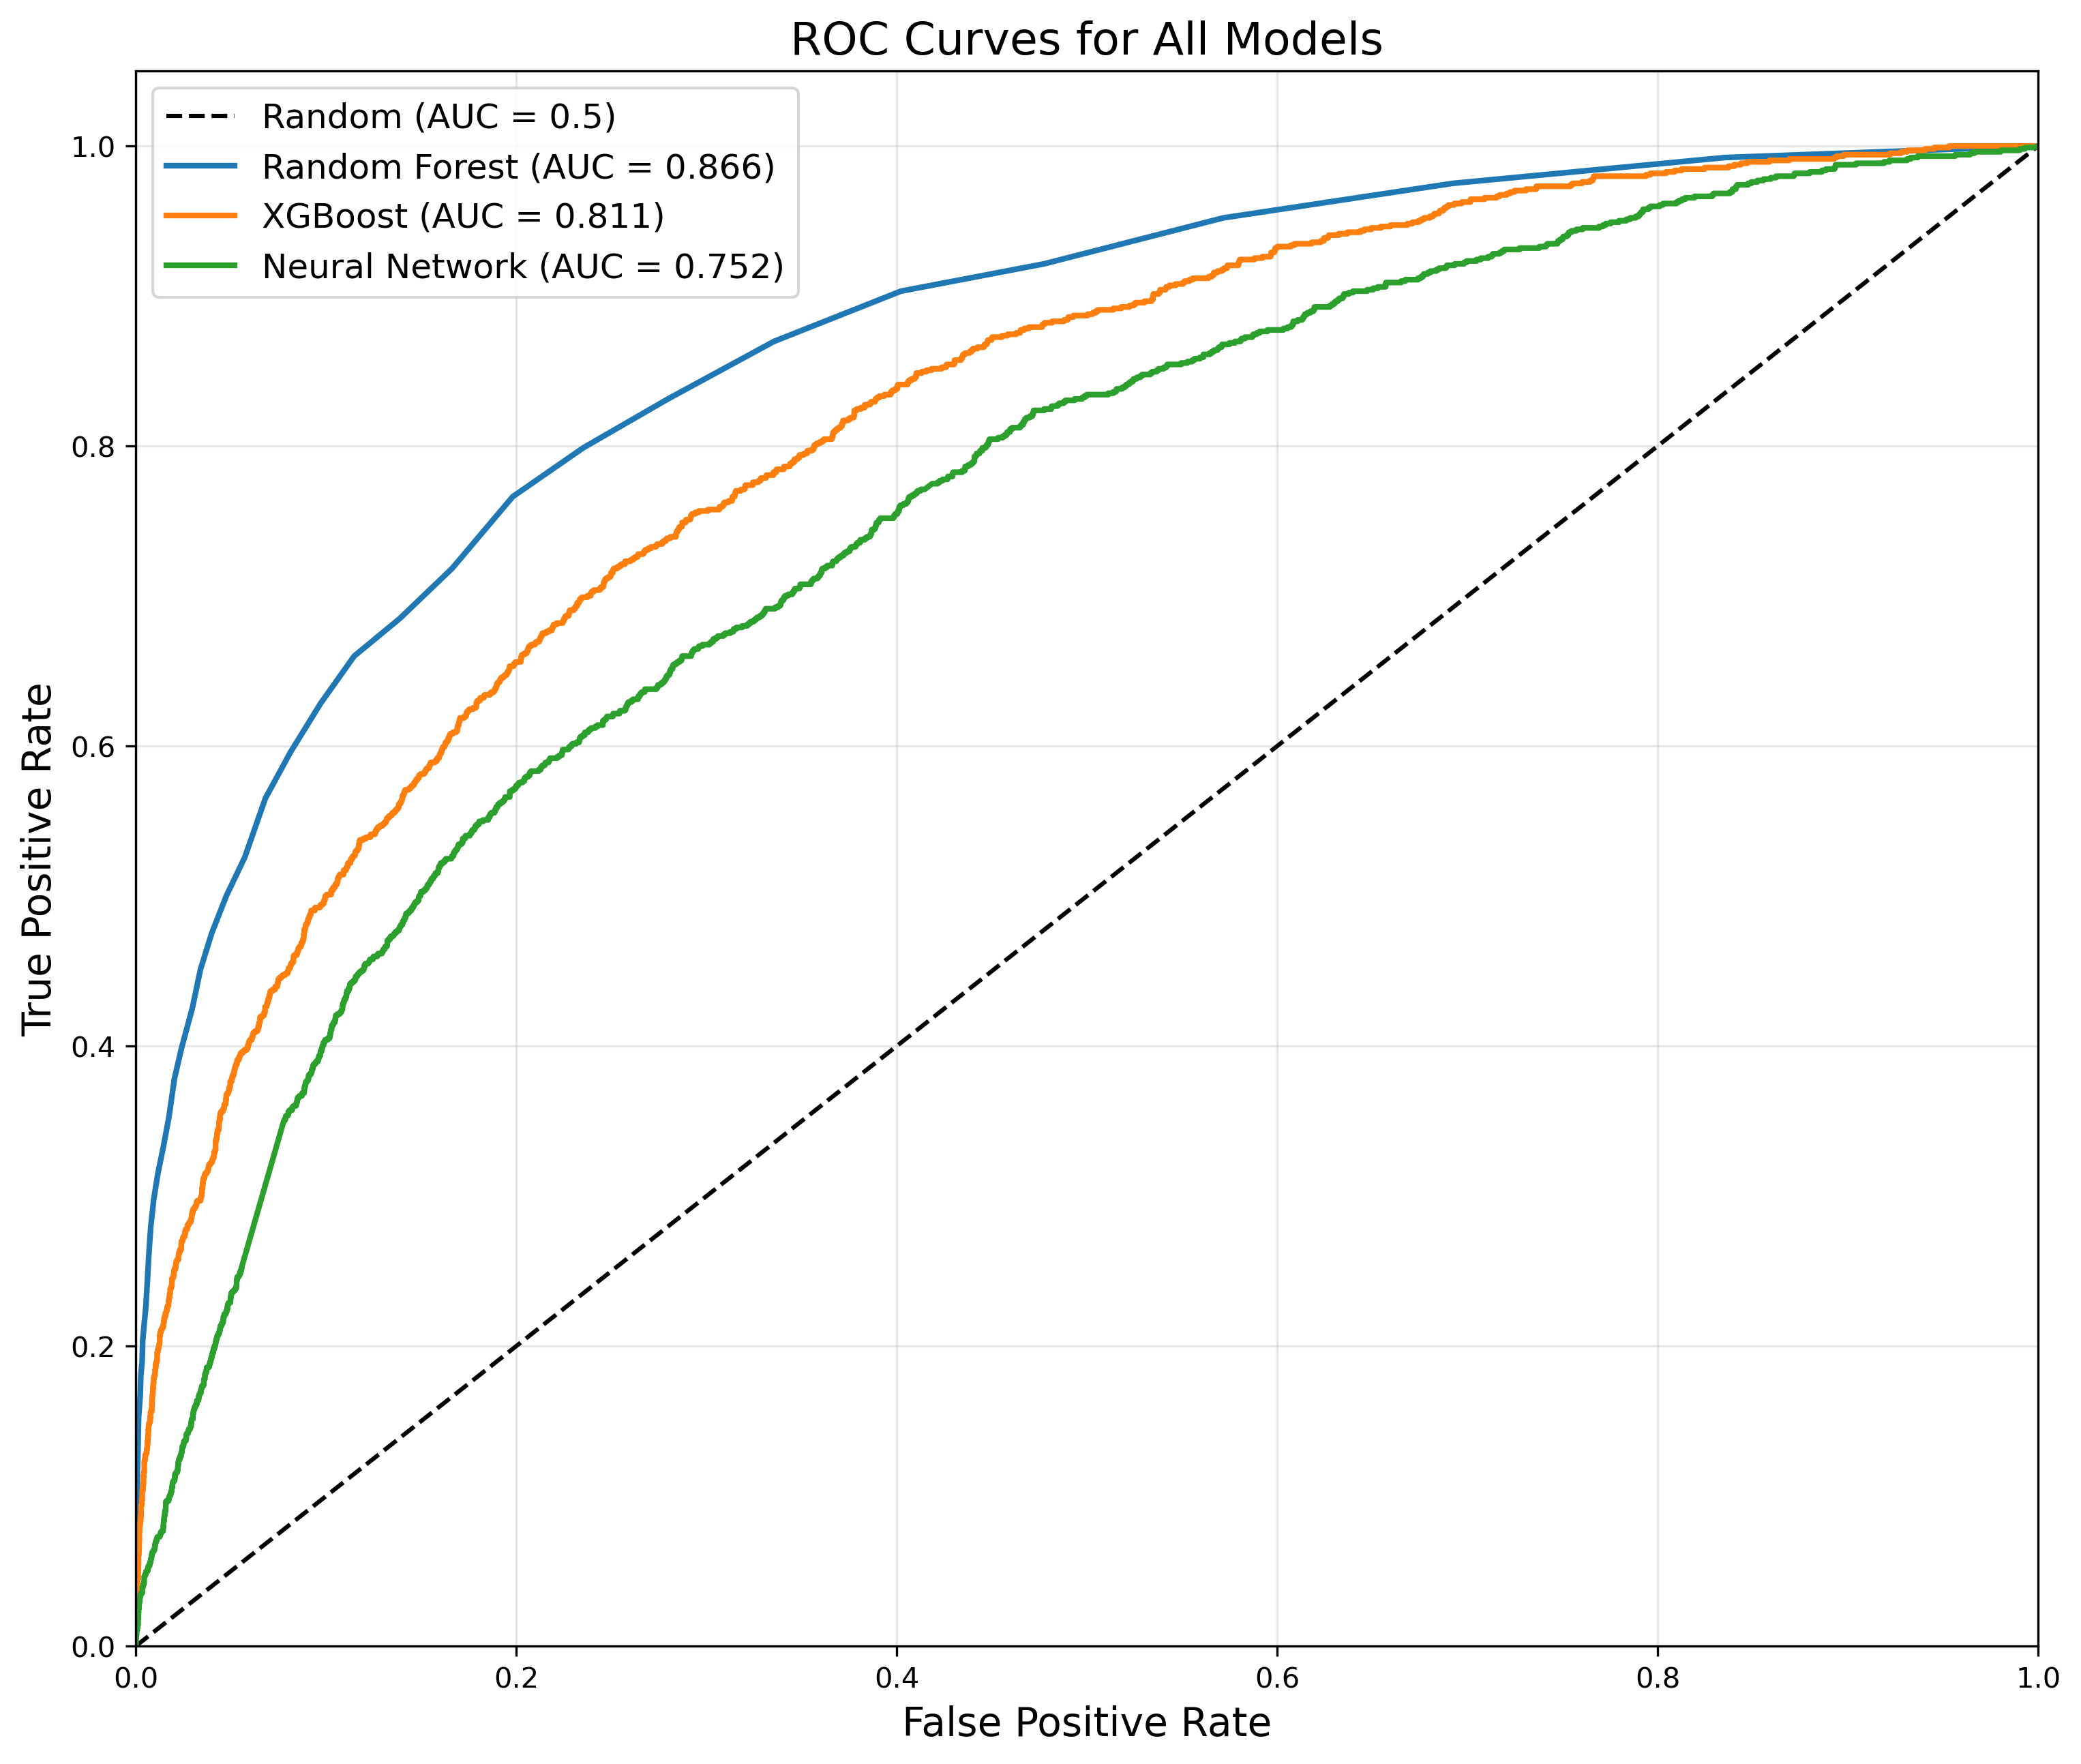 ROC Curves for All Models
Random (AUC = 0.5)
Random Forest (AUC = 0.866)
XGBoost (AUC = 0.811)
Neural Network (AUC = 0.752)
True Positive Rate
1.0
0.8
0.6
0.4
0.2
0.0
0.0 0.2 0.4 0.6 0.8 1.0
False Positive Rate